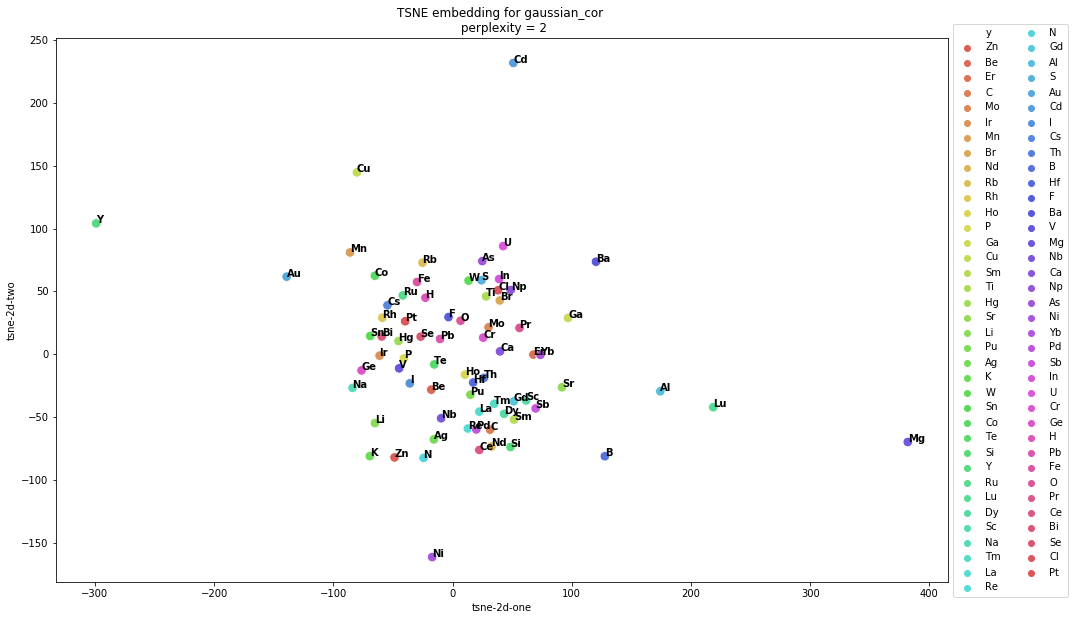 TSNE embedding for gaussian_cor
perplexity = 2
250
200
150
100
50
0
−50
−100
−150
tsne-2d-two
−300
−200
−100
0
100
200
300
400
tsne-2d-one
Cd
Cu
Y
Mn
Au
Co
Rb
Fe
Ru
H
Cs
U
As
W
S
In
Cl
Np
Ti
Br
Ba
Rh
Pt
F
O
Mo
Pr
Ga
Sn
Bi
Se
Hg
Pb
Cr
Ca
Ir
P
Te
V
Er
Yb
Ge
Na
I
Be
Ho
Hf
Th
Pu
Sr
Al
Lu
Tm
Gd
Sc
La
Dy
Sb
Sm
Li
Nb
Re
Pd
C
Ag
Ce
Nd
Si
K
Zn
N
B
Mg
Ni
y
Zn
Be
Er
C
Mo
Ir
Mn
Br
Nd
Rb
Rh
Ho
P
Ga
Cu
Sm
Ti
Hg
Sr
Li
Pu
Ag
K
W
Sn
Co
Te
Si
Y
Ru
Lu
Dy
Sc
Na
Tm
La
Re
N
Gd
Al
S
Au
Cd
I
Cs
Th
B
Hf
F
Ba
V
Mg
Nb
Ca
Np
As
Ni
Yb
Pd
Sb
In
U
Cr
Ge
H
Pb
Fe
O
Pr
Ce
Bi
Se
Cl
Pt